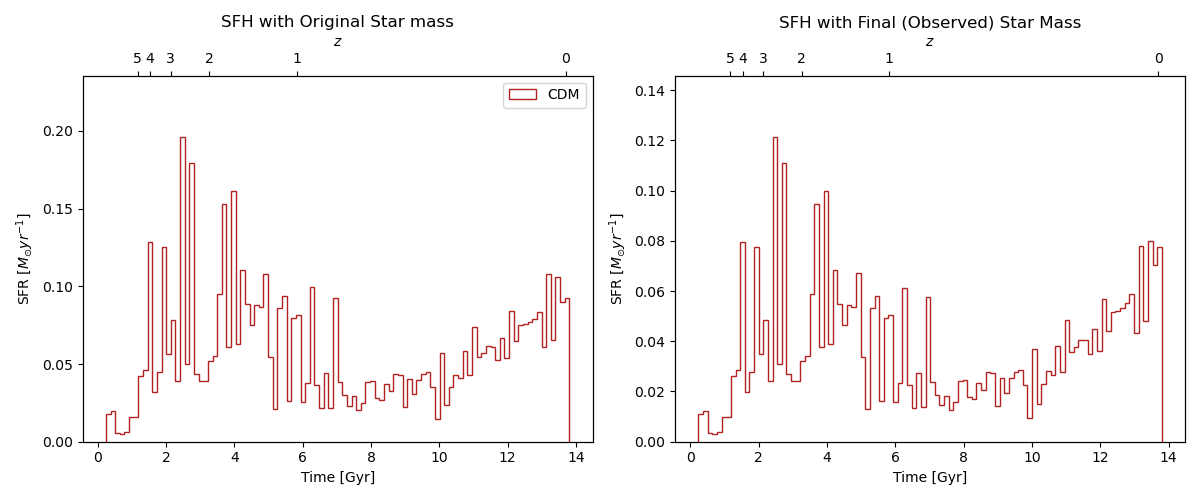 SFH with Original Star mass
z
5 4 3 2 1 0
CDM
0.20
0.15
0.10
0.05
0.00
SFR [M⊙yr⁻¹]
0 2 4 6 8 10 12 14
Time [Gyr]
SFH with Final (Observed) Star Mass
z
5 4 3 2 1 0
0.14
0.12
0.10
0.08
0.06
0.04
0.02
0.00
SFR [M⊙yr⁻¹]
0 2 4 6 8 10 12 14
Time [Gyr]